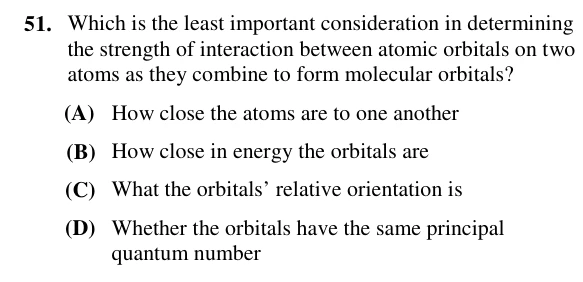 51. Which is the least important consideration in determining
the strength of interaction between atomic orbitals on two
atoms as they combine to form molecular orbitals?
(A) How close the atoms are to one another
(B) How close in energy the orbitals are
(C) What the orbitals’ relative orientation is
(D) Whether the orbitals have the same principal
quantum number